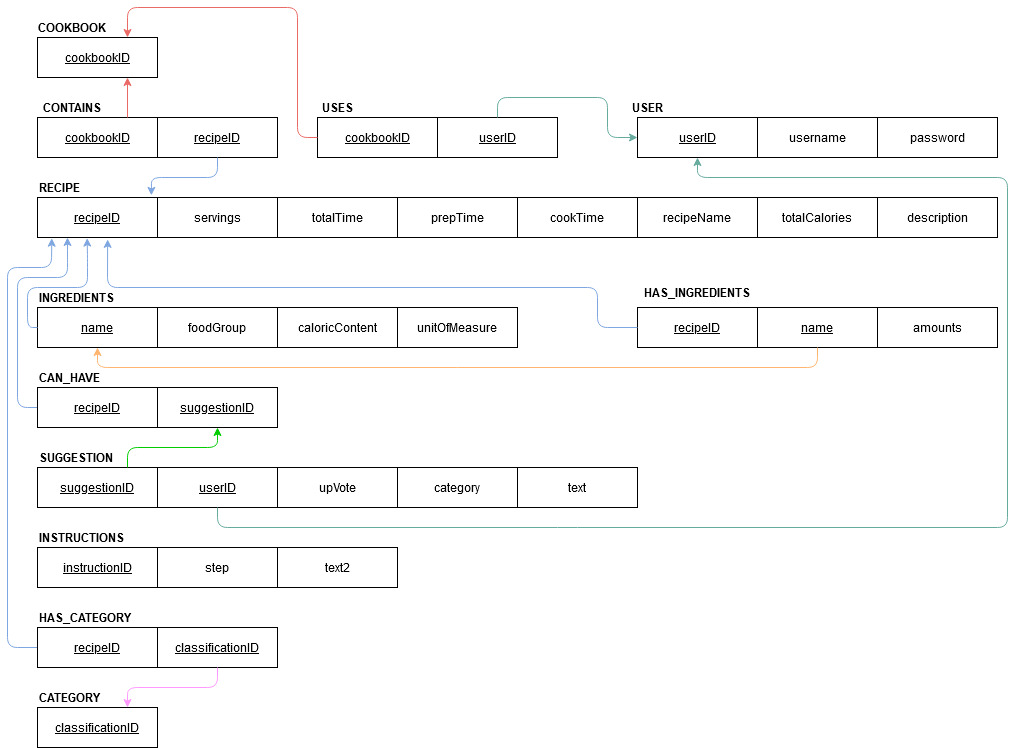 COOKBOOK
cookbookID
CONTAINS USES USER
cookbookID recipeID cookbookID userID userID username password
RECIPE
recipeID servings totalTime prepTime cookTime recipeName totalCalories description
INGREDIENTS HAS_INGREDIENTS
name foodGroup caloricContent unitOfMeasure recipeID name amounts
CAN_HAVE
recipeID suggestionID
SUGGESTION
suggestionID userID upVote category text
INSTRUCTIONS
instructionID step text2
HAS_CATEGORY
recipeID classificationID
CATEGORY
classificationID